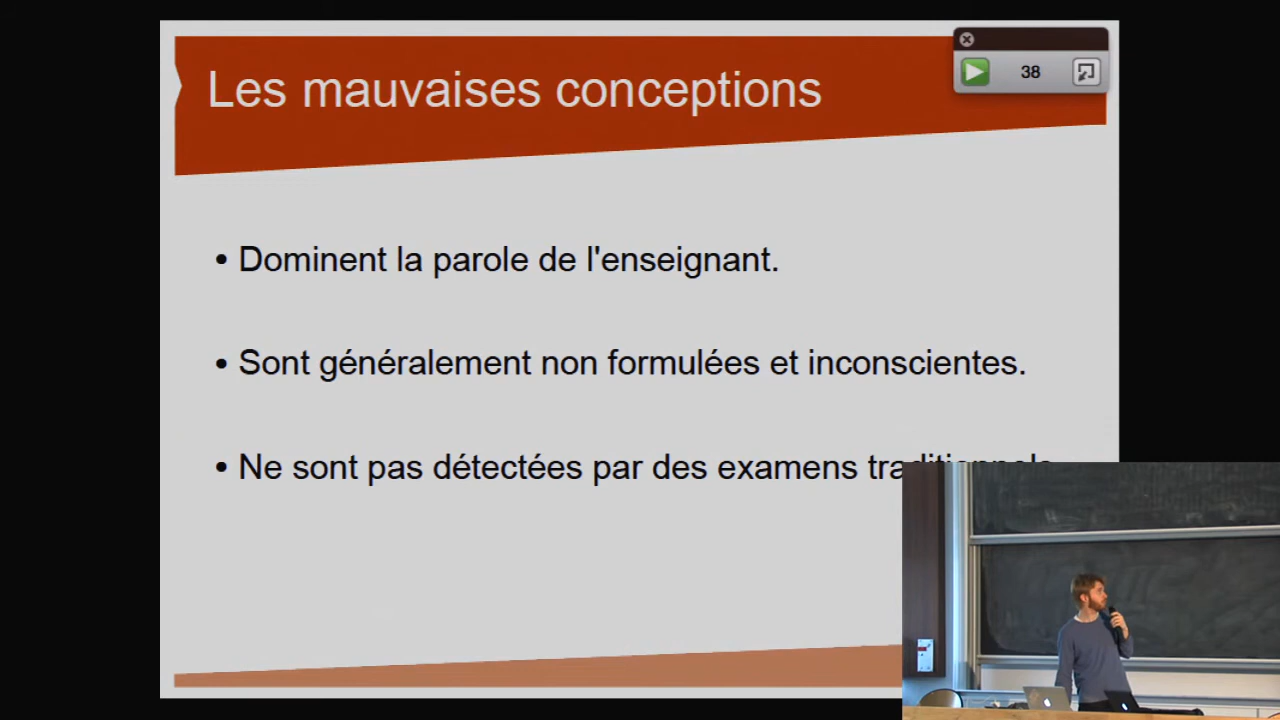 Les mauvaises conceptions
38
• Dominent la parole de l'enseignant.
• Sont généralement non formulées et inconscientes.
• Ne sont pas détectées par des examens